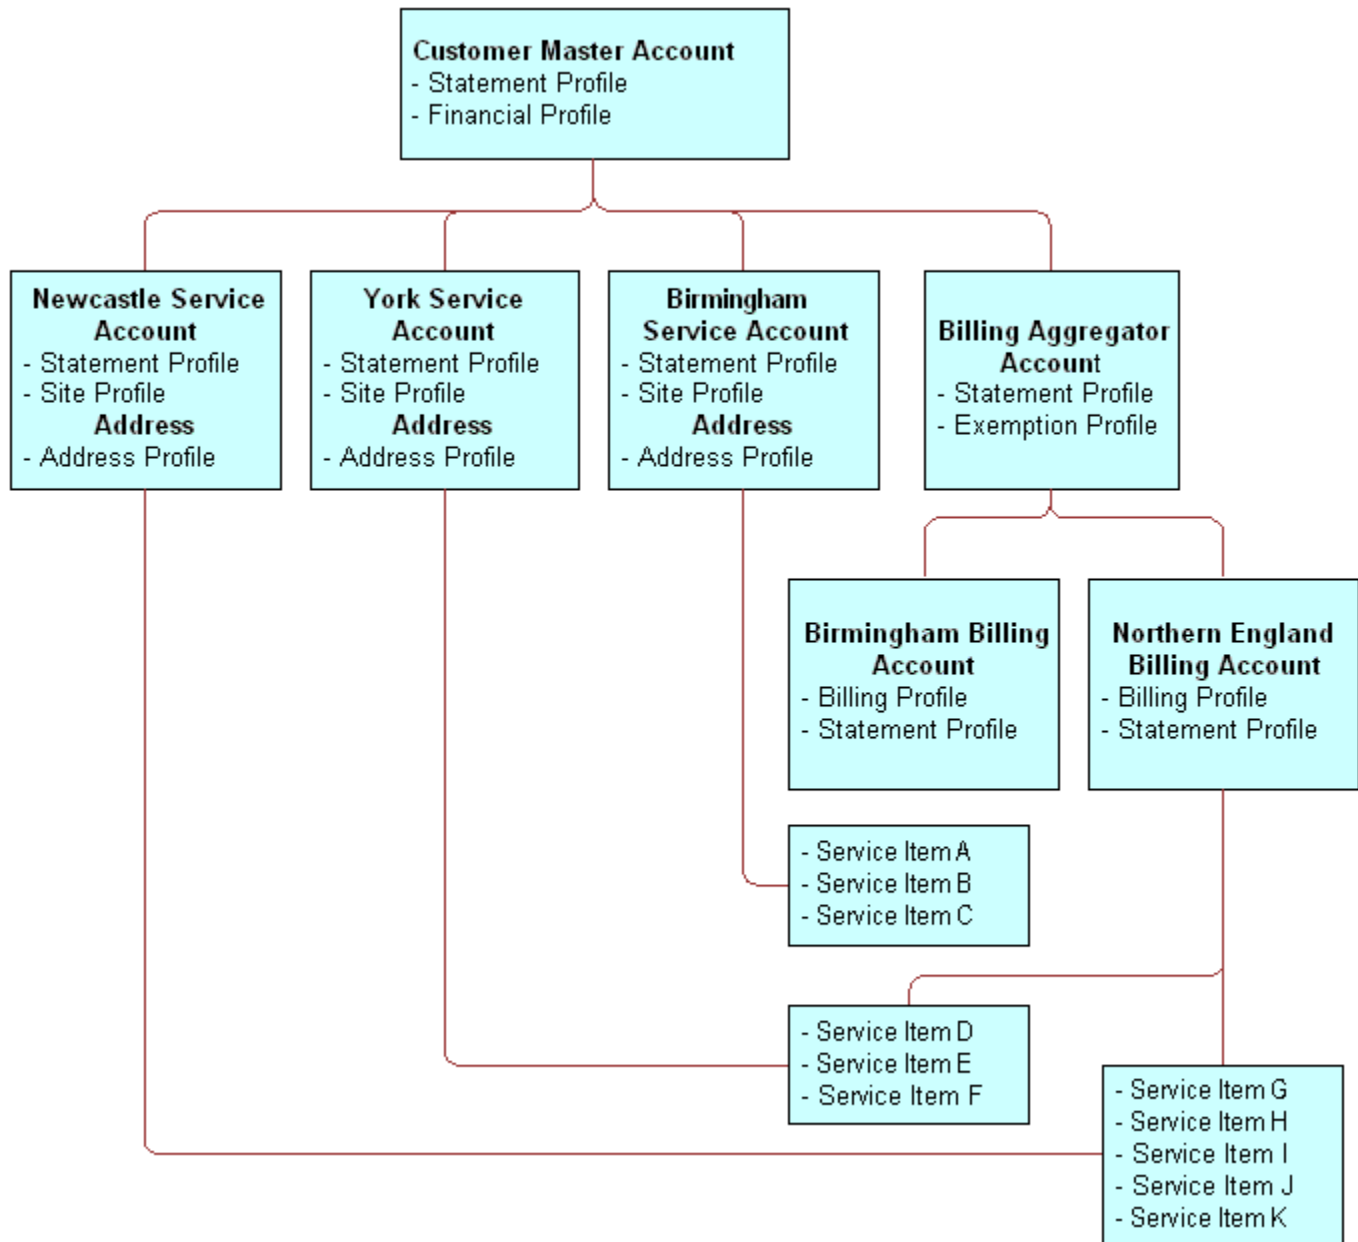 Customer Master Account
- Statement Profile
- Financial Profile
Newcastle Service
Account
- Statement Profile
- Site Profile
Address
- Address Profile
York Service
Account
- Statement Profile
- Site Profile
Address
- Address Profile
Birmingham
Service Account
- Statement Profile
- Site Profile
Address
- Address Profile
Billing Aggregator
Account
- Statement Profile
- Exemption Profile
Birmingham Billing
Account
- Billing Profile
- Statement Profile
Northern England
Billing Account
- Billing Profile
- Statement Profile
- Service Item A
- Service Item B
- Service Item C
- Service Item D
- Service Item E
- Service Item F
- Service Item G
- Service Item H
- Service Item I
- Service Item J
- Service Item K